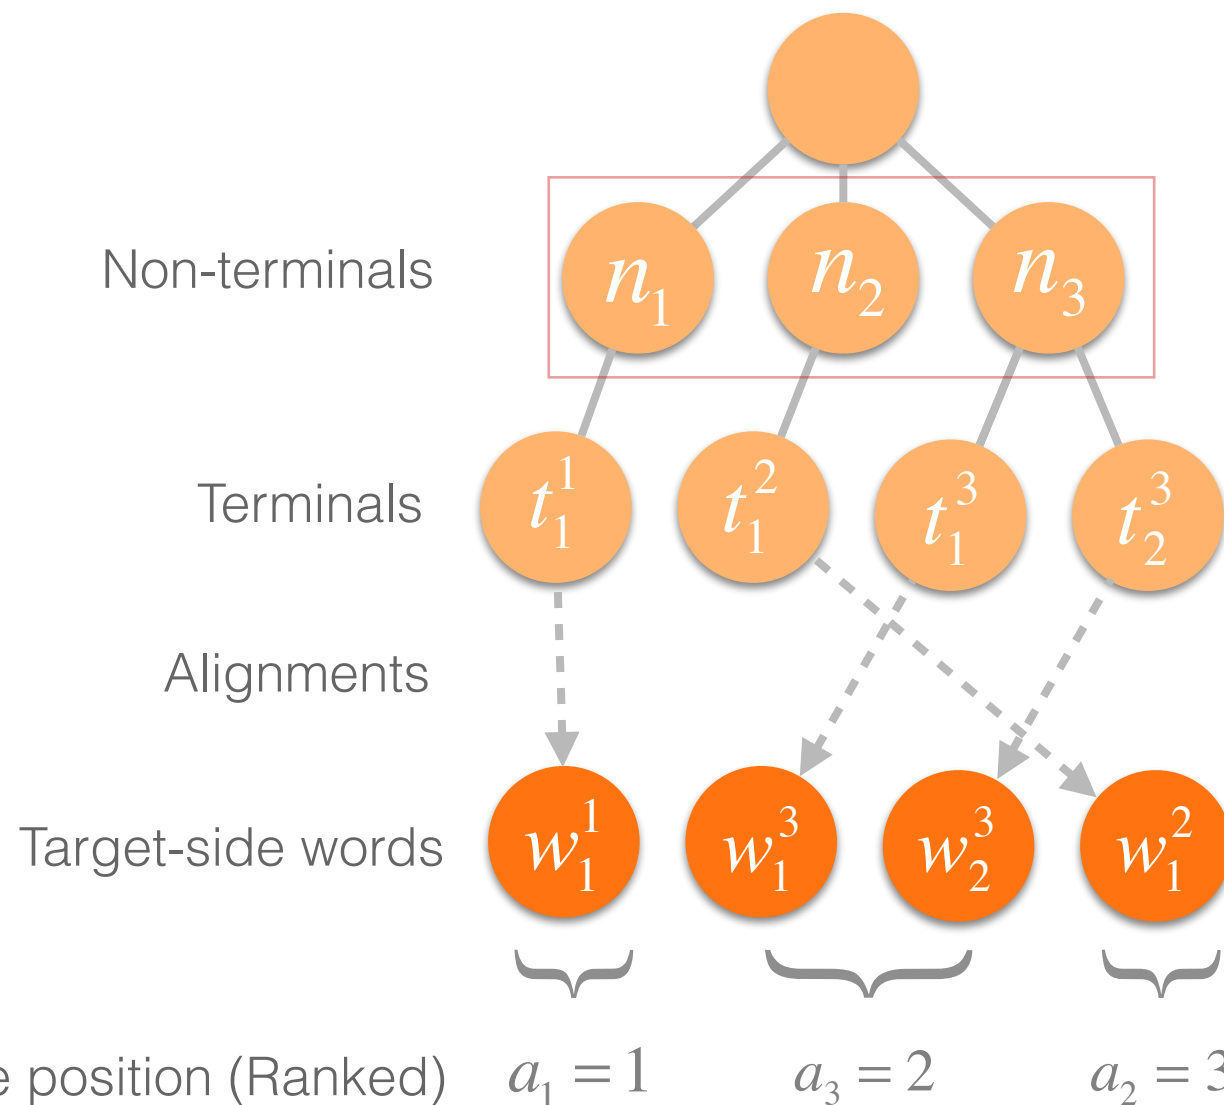 Non-terminals n₁ n₂ n₃
Terminals t₁¹ t₁² t₁³ t₂³
Alignments
Target-side words w₁¹ w₁³ w₂³ w₁²
position (Ranked) a₁ = 1 a₃ = 2 a₂ = 3